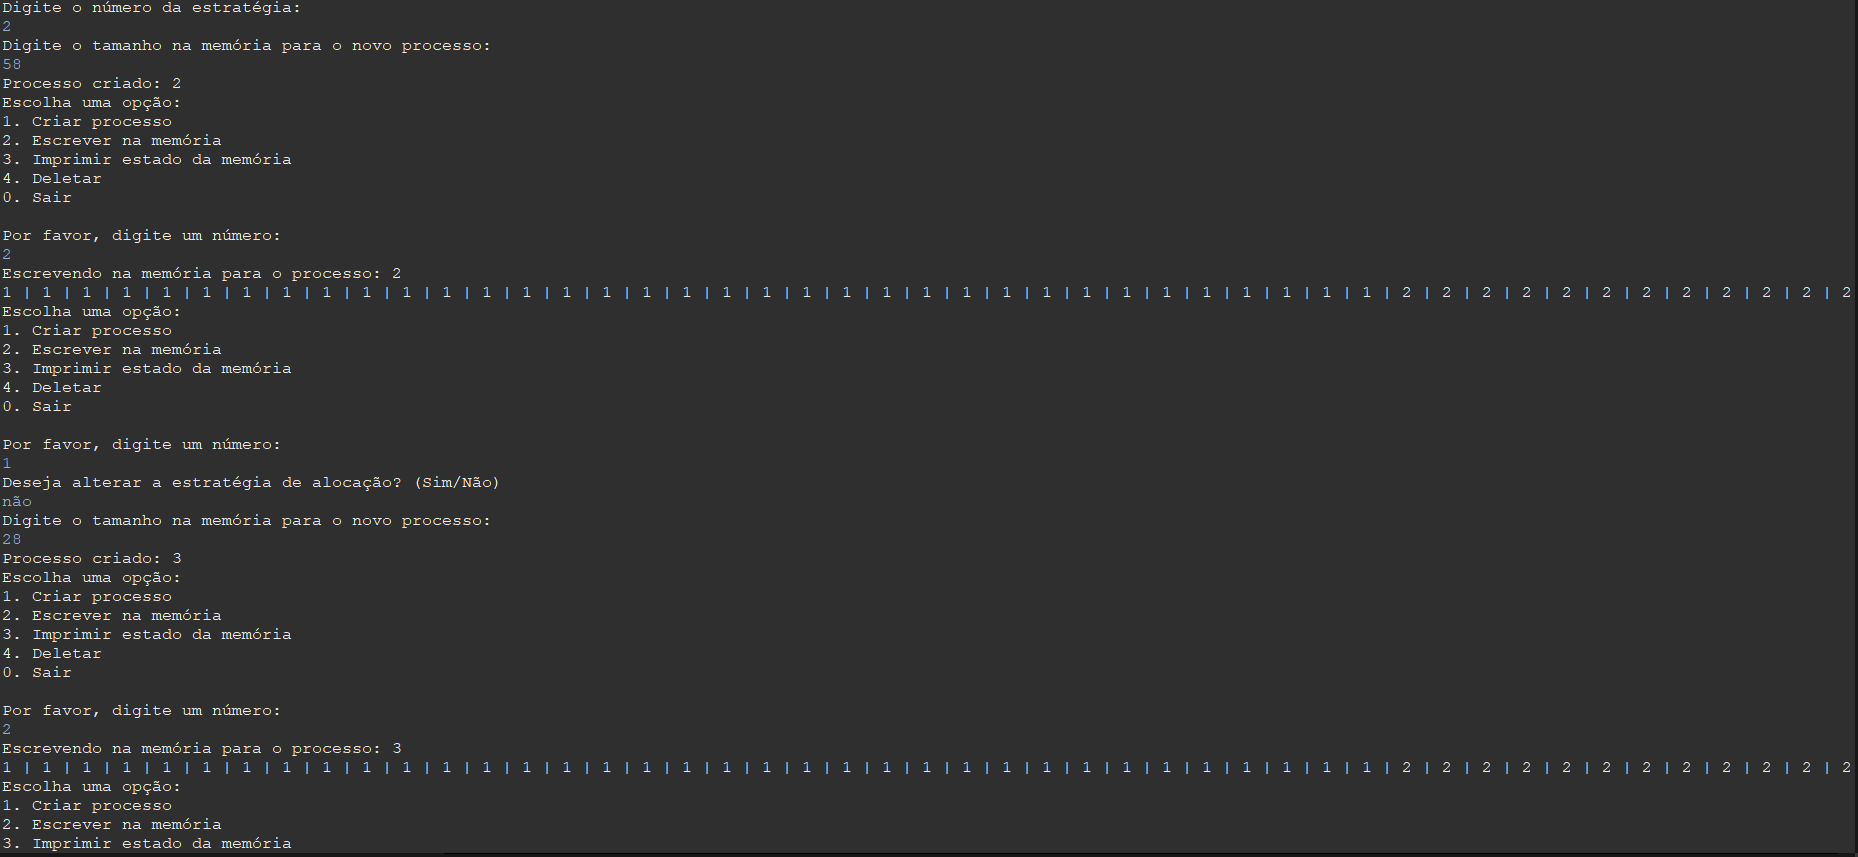 Digite o número da estratégia:
2
Digite o tamanho na memória para o novo processo:
58
Processo criado: 2
Escolha uma opção:
1. Criar processo
2. Escrever na memória
3. Imprimir estado da memória
4. Deletar
0. Sair
Por favor, digite um número:
2
Escrevendo na memória para o processo: 2
1 | 1 | 1 | 1 | 1 | 1 | 1 | 1 | 1 | 1 | 1 | 1 | 1 | 1 | 1 | 1 | 1 | 1 | 1 | 1 | 1 | 1 | 1 | 1 | 1 | 1 | 1 | 1 | 1 | 1 | 1 | 1 | 1 | 1 | 1 | 2 | 2 | 2 | 2 | 2 | 2 | 2 | 2 | 2 | 2 | 2 | 2
Escolha uma opção:
1. Criar processo
2. Escrever na memória
3. Imprimir estado da memória
4. Deletar
0. Sair
Por favor, digite um número:
1
Deseja alterar a estratégia de alocação? (Sim/Não)
não
Digite o tamanho na memória para o novo processo:
28
Processo criado: 3
Escolha uma opção:
1. Criar processo
2. Escrever na memória
3. Imprimir estado da memória
4. Deletar
0. Sair
Por favor, digite um número:
2
Escrevendo na memória para o processo: 3
1 | 1 | 1 | 1 | 1 | 1 | 1 | 1 | 1 | 1 | 1 | 1 | 1 | 1 | 1 | 1 | 1 | 1 | 1 | 1 | 1 | 1 | 1 | 1 | 1 | 1 | 1 | 1 | 1 | 1 | 1 | 1 | 1 | 1 | 1 | 2 | 2 | 2 | 2 | 2 | 2 | 2 | 2 | 2 | 2 | 2 | 2
Escolha uma opção:
1. Criar processo
2. Escrever na memória
3. Imprimir estado da memória